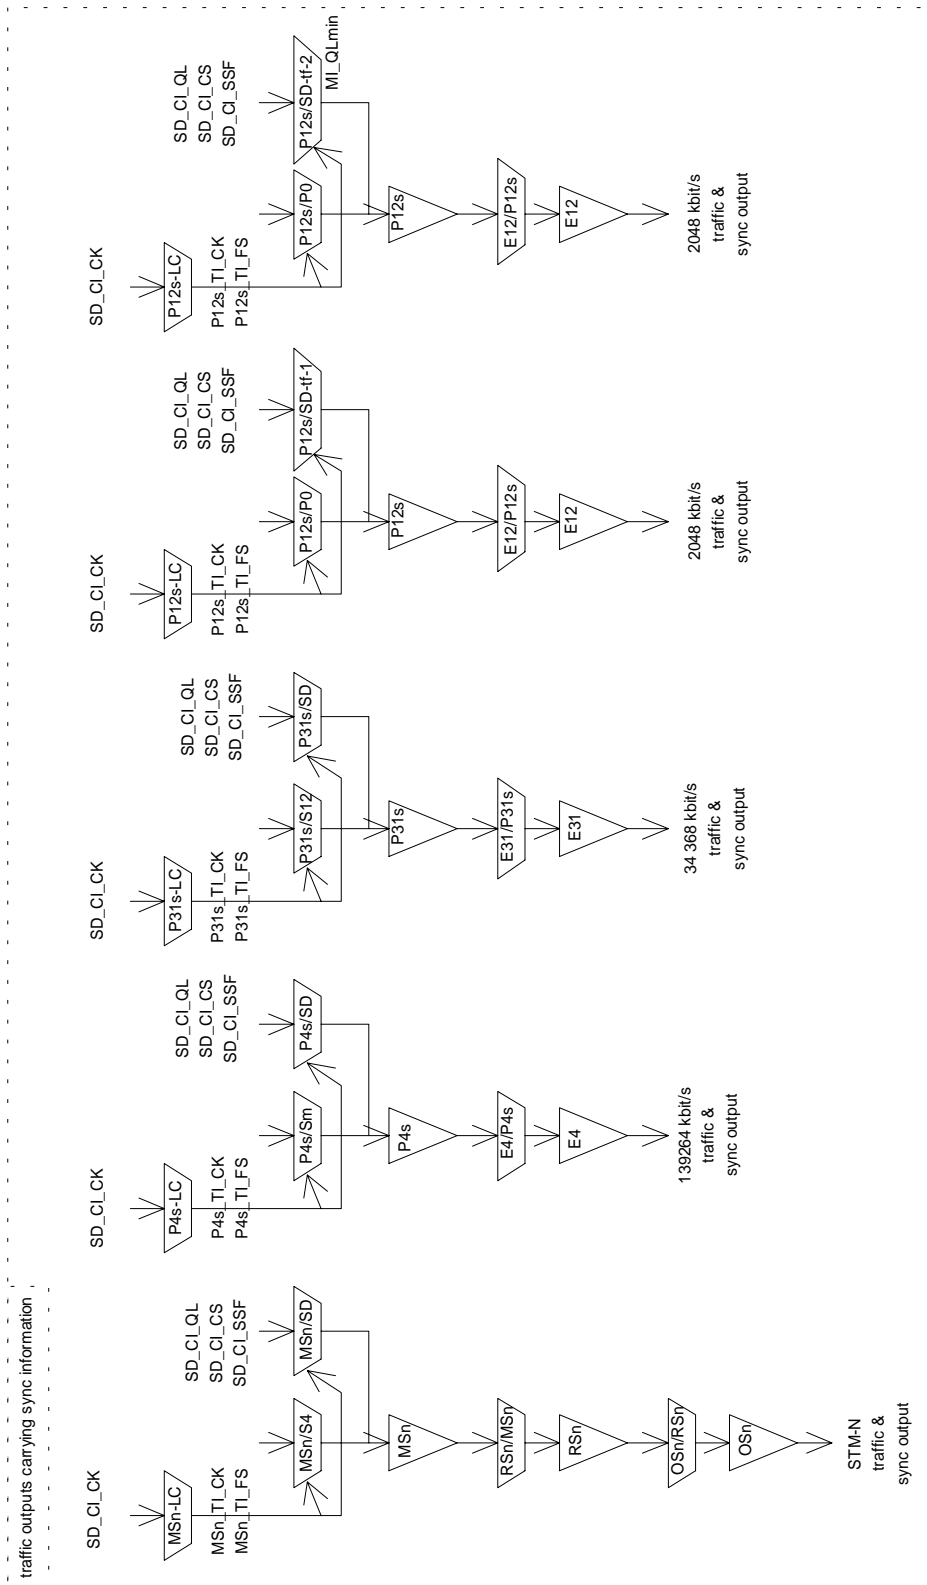 traffic outputs carrying sync information
SD_CI_CK
MSn-LC
MSn_TI_CK
MSn_TI_FS
SD_CI_QL
SD_CI_CS
SD_CI_SSF
MSn/S4
MSn/SD
MSn
RSn/MSn
RSn
OSn/RSn
OSn
STM-N
traffic &
sync output
SD_CI_CK
P4s-LC
P4s_TI_CK
P4s_TI_FS
SD_CI_QL
SD_CI_CS
SD_CI_SSF
P4s/Sm
P4s/SD
P4s
E4/P4s
E4
139264 kbit/s
traffic &
sync output
SD_CI_CK
P31s-LC
P31s_TI_CK
P31s_TI_FS
SD_CI_QL
SD_CI_CS
SD_CI_SSF
P31s/S12
P31s/SD
P31s
E31/P31s
E31
34 368 kbit/s
traffic &
sync output
SD_CI_CK
P12s-LC
P12s_TI_CK
P12s_TI_FS
SD_CI_QL
SD_CI_CS
SD_CI_SSF
P12s/P0
P12s/SD-tf-1
P12s
E12/P12s
E12
2048 kbit/s
traffic &
sync output
SD_CI_CK
P12s-LC
P12s_TI_CK
P12s_TI_FS
SD_CI_QL
SD_CI_CS
SD_CI_SSF
P12s/P0
P12s/SD-tf-2
MI_QLmin
P12s
E12/P12s
E12
2048 kbit/s
traffic &
sync output